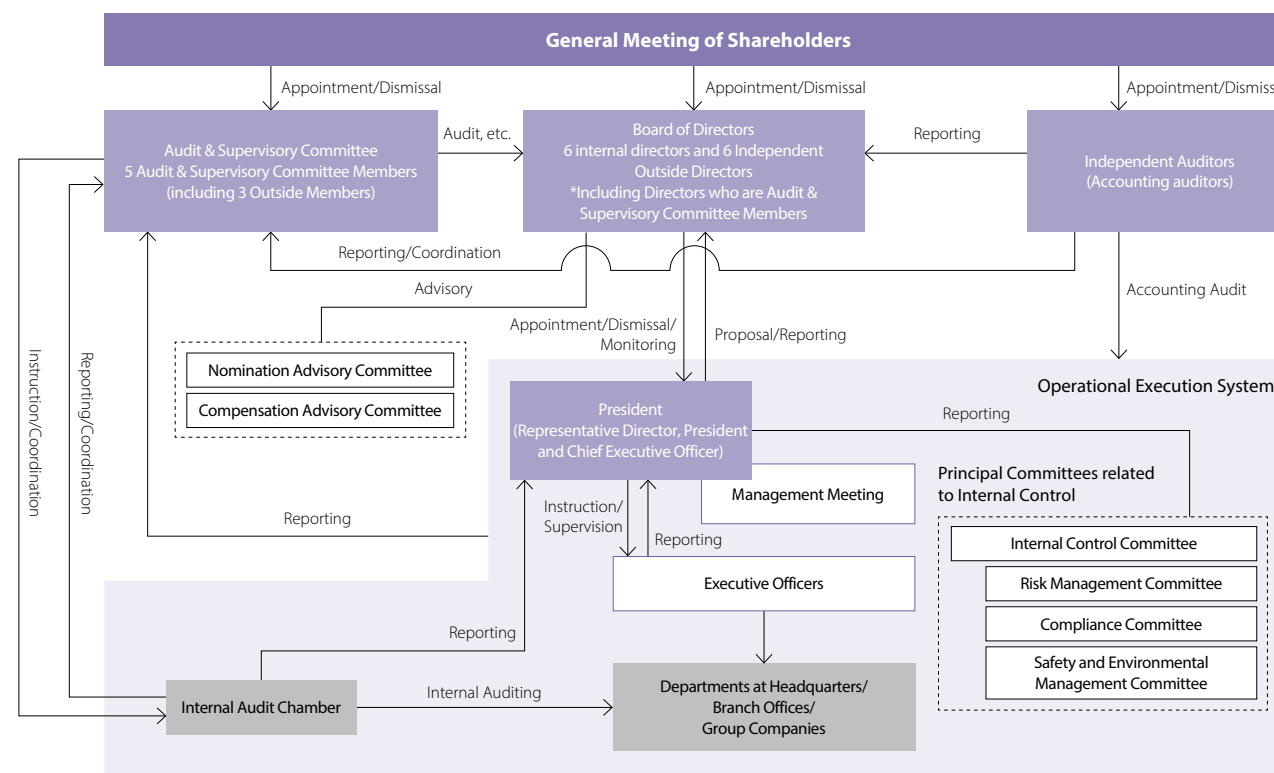 General Meeting of Shareholders
Appointment/Dismissal
Appointment/Dismissal
Appointment/Dismiss
Audit & Supervisory Committee
5 Audit & Supervisory Committee Members
(including 3 Outside Members)
Audit, etc.
Board of Directors
6 internal directors and 6 Independent
Outside Directors
*Including Directors who are Audit &
Supervisory Committee Members
Reporting
Independent Auditors
(Accounting auditors)
Reporting/Coordination
Advisory
Accounting Audit
Appointment/Dismissal/
Monitoring
Proposal/Reporting
Instruction/Coordination
Reporting/Coordination
Nomination Advisory Committee
Compensation Advisory Committee
Operational Execution System
President
(Representative Director, President
and Chief Executive Officer)
Reporting
Management Meeting
Principal Committees related
to Internal Control
Instruction/
Supervision
Reporting
Reporting
Internal Control Committee
Executive Officers
Risk Management Committee
Compliance Committee
Safety and Environmental
Management Committee
Reporting
Internal Audit Chamber
Internal Auditing
Departments at Headquarters/
Branch Offices/
Group Companies